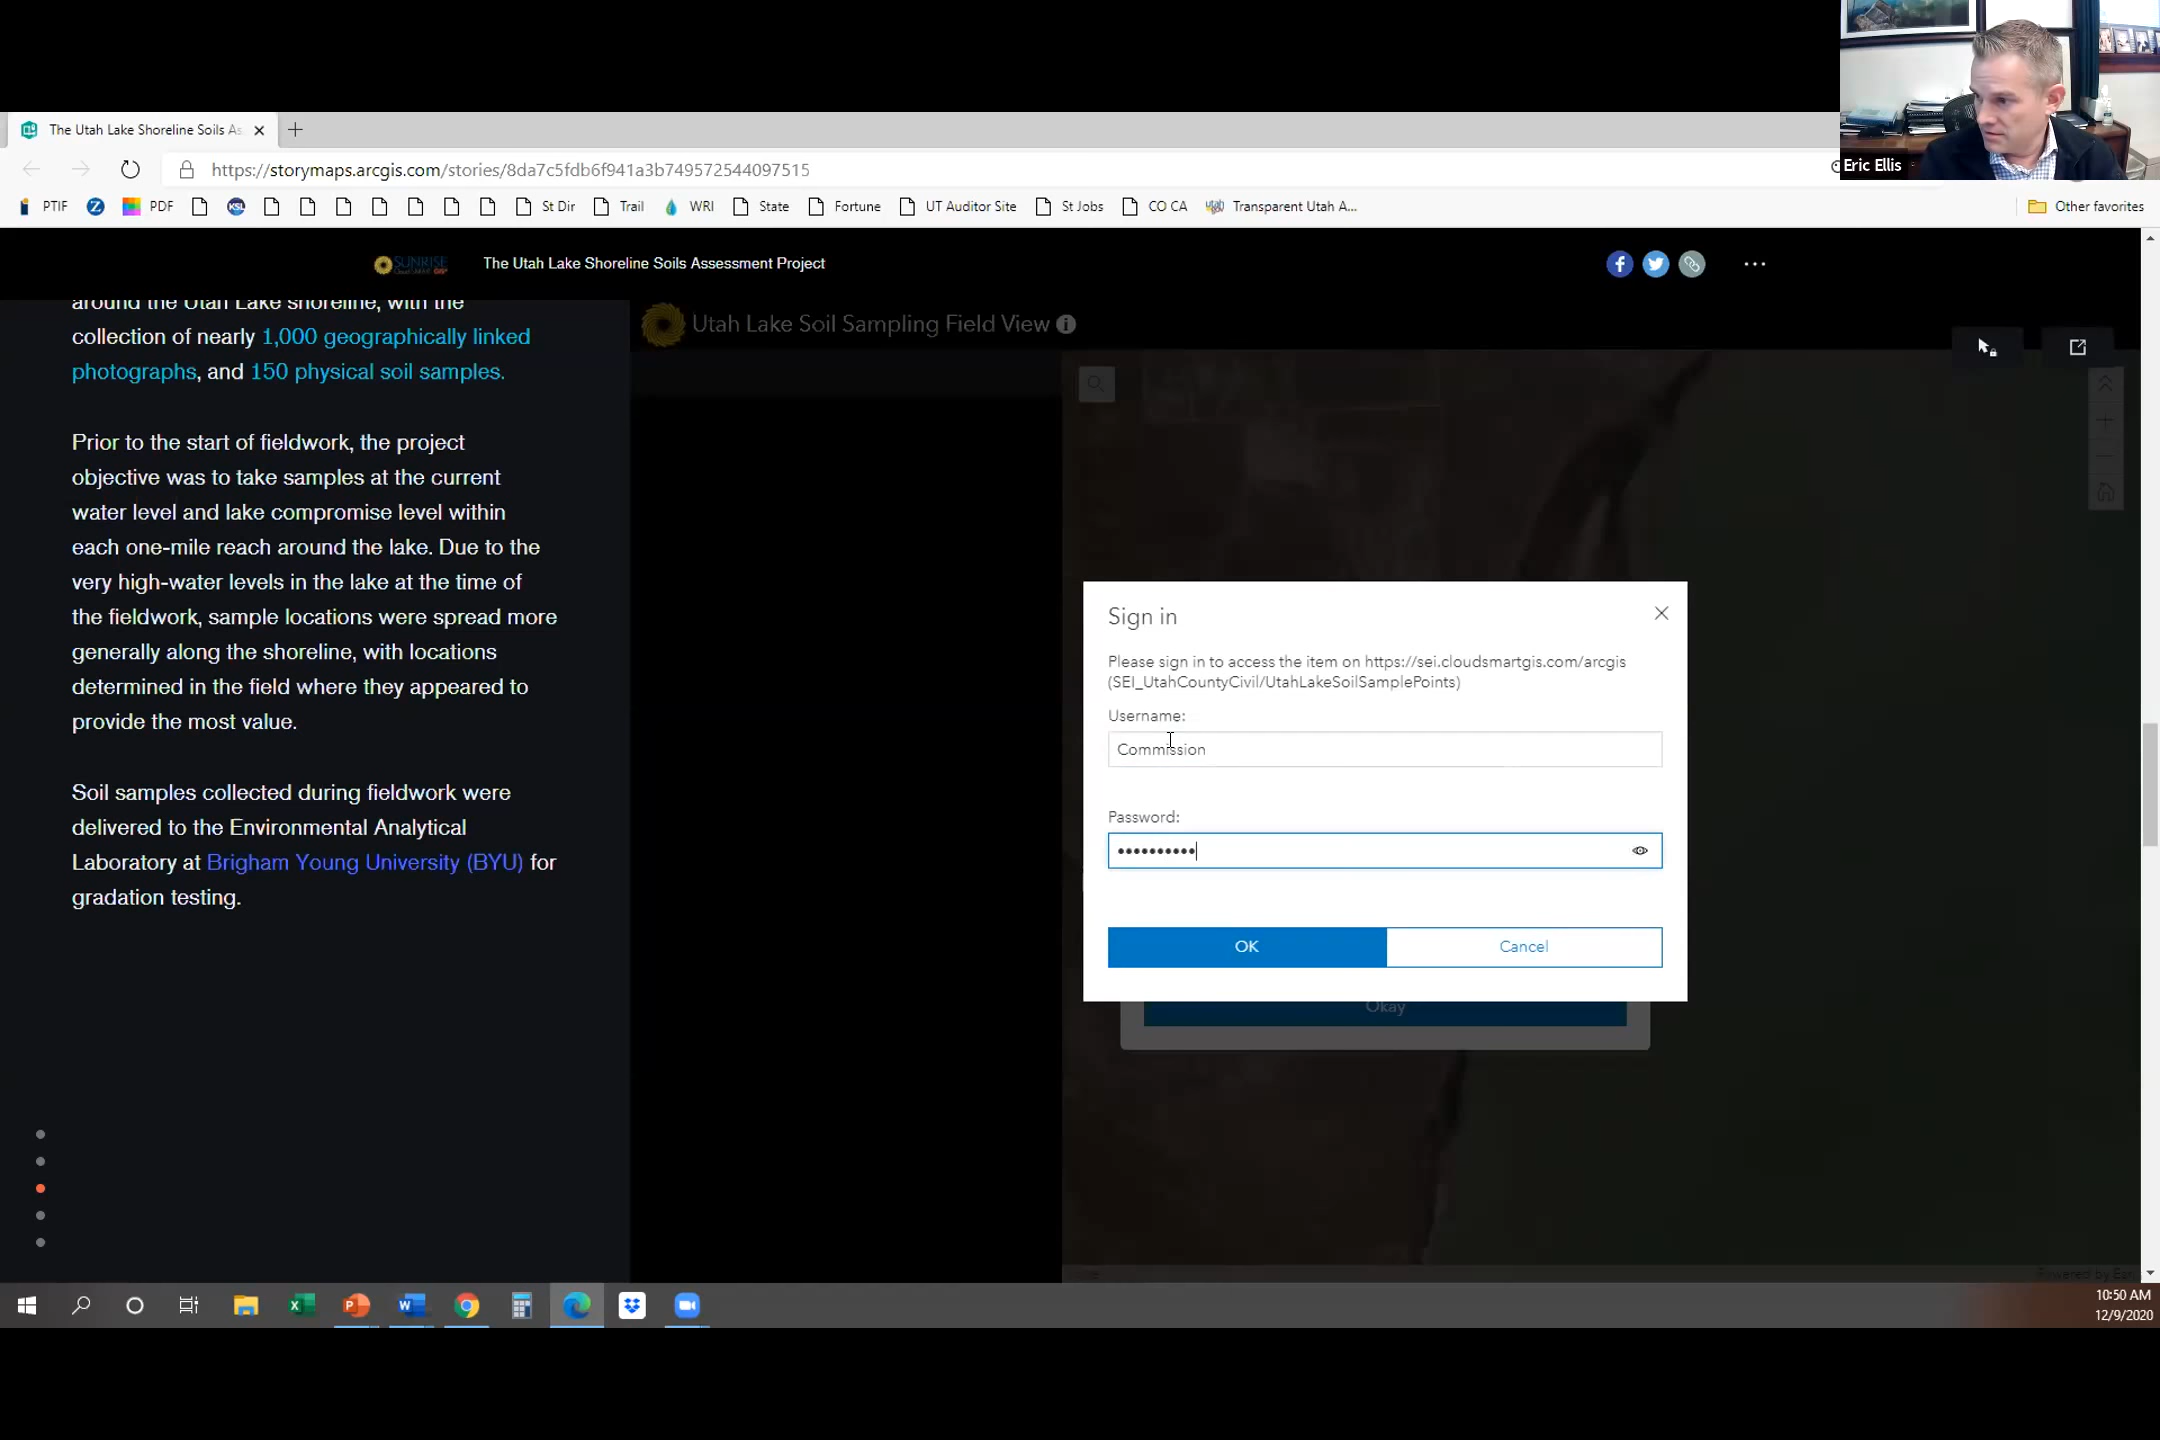 Eric Ellis
The Utah Lake Shoreline Soils As
https://storymaps.arcgis.com/stories/8da7c5fdb6f941a3b749572544097515
PTIF PDF KSL St Dir Trail WRI State Fortune UT Auditor Site St Jobs CO CA Transparent Utah A... Other favorites
SUNRISE
The Utah Lake Shoreline Soils Assessment Project
around the Utah Lake shoreline, with the
collection of nearly 1,000 geographically linked
photographs, and 150 physical soil samples.
Prior to the start of fieldwork, the project
objective was to take samples at the current
water level and lake compromise level within
each one-mile reach around the lake. Due to the
very high-water levels in the lake at the time of
the fieldwork, sample locations were spread more
generally along the shoreline, with locations
determined in the field where they appeared to
provide the most value.
Soil samples collected during fieldwork were
delivered to the Environmental Analytical
Laboratory at Brigham Young University (BYU) for
gradation testing.
Utah Lake Soil Sampling Field View
Sign in
Please sign in to access the item on https://sei.cloudsmartgis.com/arcgis
(SEI_UtahCountyCivil/UtahLakeSoilSamplePoints)
Username:
Commission
Password:
••••••••••
OK Cancel
Okay
Powered by Esri
10:50 AM
12/9/2020